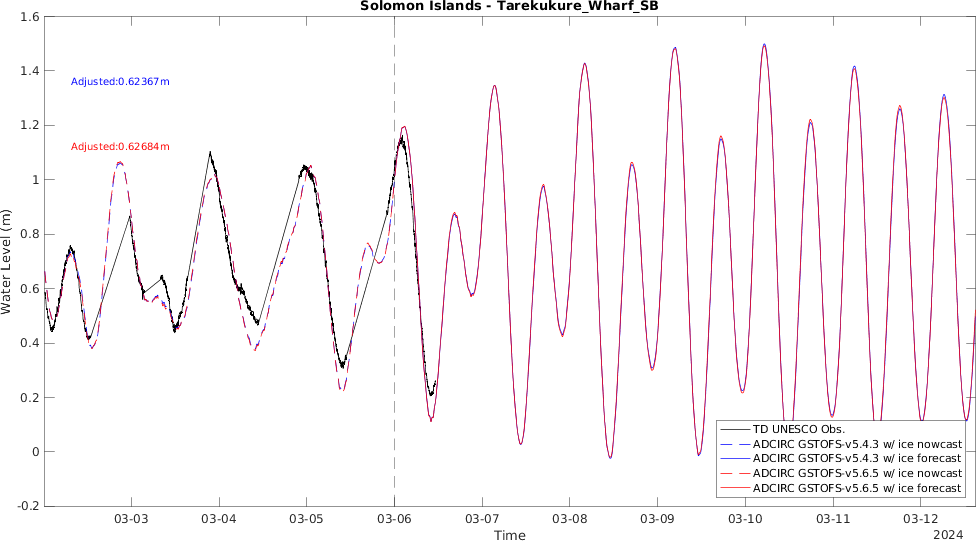 Solomon Islands - Tarekukure_Wharf_SB
1.6
1.4
1.2
1
0.8
0.6
0.4
0.2
0
-0.2
Water Level (m)
Adjusted:0.62367m
Adjusted:0.62684m
TD UNESCO Obs.
ADCIRC GSTOFS-v5.4.3 w/ ice nowcast
ADCIRC GSTOFS-v5.4.3 w/ ice forecast
ADCIRC GSTOFS-v5.6.5 w/ ice nowcast
ADCIRC GSTOFS-v5.6.5 w/ ice forecast
03-03 03-04 03-05 03-06 03-07 03-08 03-09 03-10 03-11 03-12
Time
2024